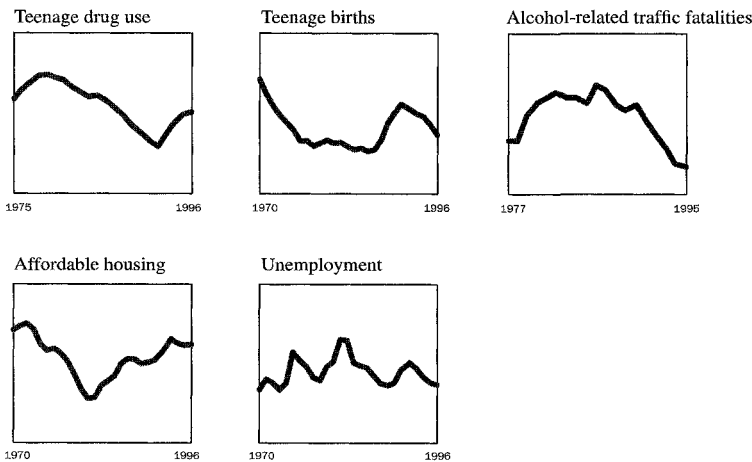 Teenage drug use
Teenage births
Alcohol-related traffic fatalities
1975
1996
1970
1996
1977
1995
Affordable housing
Unemployment
1970
1996
1970
1996